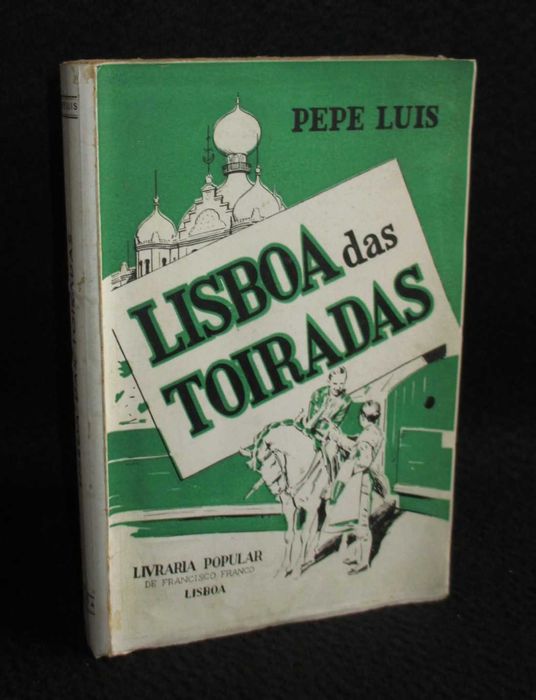 PEPE LUIS
LISBOA das
TOIRADAS
LIVRARIA POPULAR
DE FRANCISCO FRANCO
LISBOA